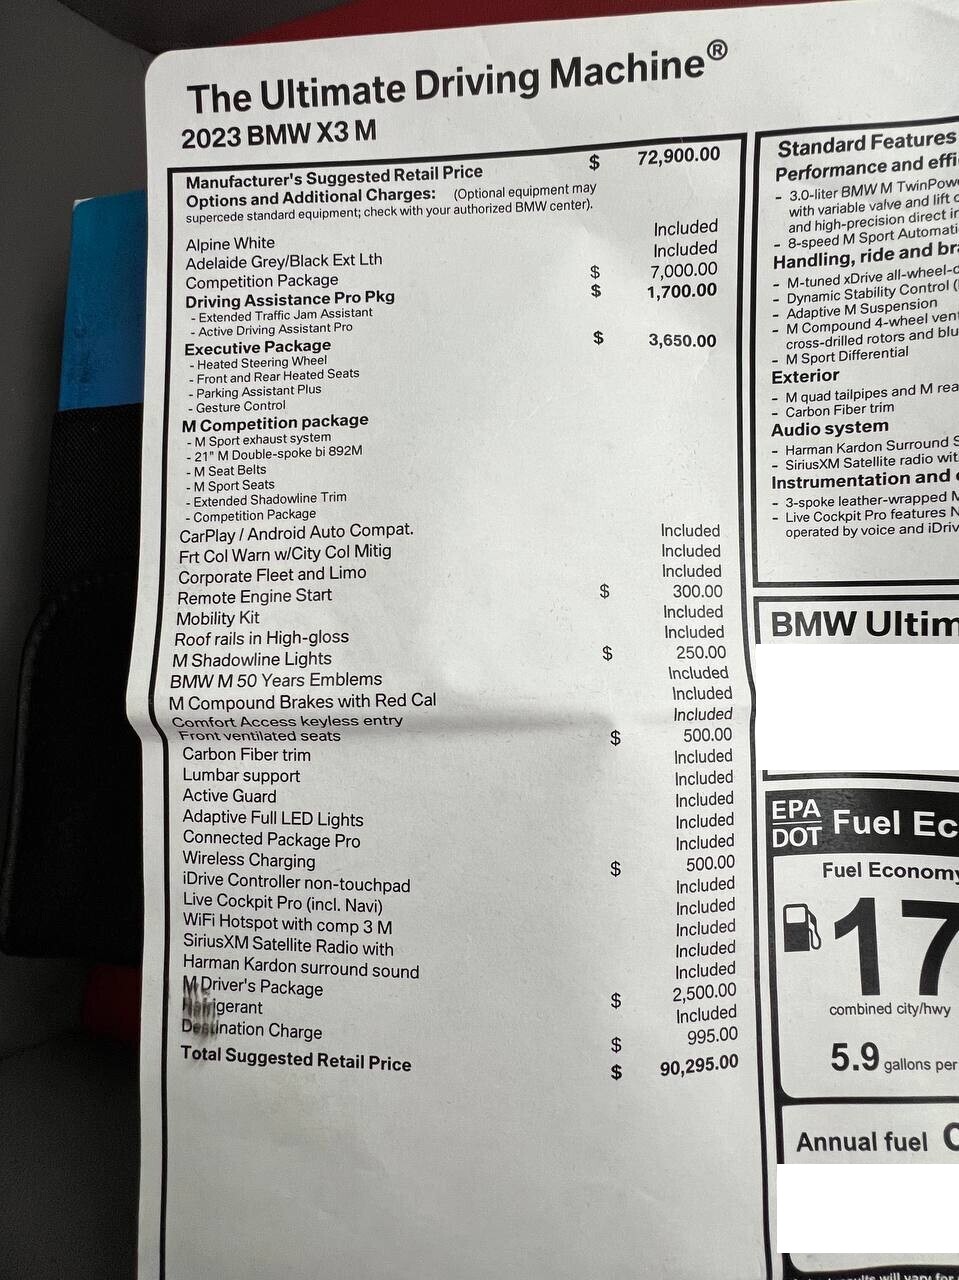 The Ultimate Driving Machine®
2023 BMW X3 M
Manufacturer's Suggested Retail Price $ 72,900.00
Options and Additional Charges: (Optional equipment may
supercede standard equipment; check with your authorized BMW center).
Alpine White Included
Adelaide Grey/Black Ext Lth Included
Competition Package $ 7,000.00
Driving Assistance Pro Pkg $ 1,700.00
- Extended Traffic Jam Assistant
- Active Driving Assistant Pro
Executive Package $ 3,650.00
- Heated Steering Wheel
- Front and Rear Heated Seats
- Parking Assistant Plus
- Gesture Control
M Competition package
- M Sport exhaust system
- 21" M Double-spoke bi 892M
- M Seat Belts
- M Sport Seats
- Extended Shadowline Trim
- Competition Package
CarPlay / Android Auto Compat. Included
Frt Col Warn w/City Col Mitig Included
Corporate Fleet and Limo Included
Remote Engine Start $ 300.00
Mobility Kit Included
Roof rails in High-gloss Included
M Shadowline Lights $ 250.00
BMW M 50 Years Emblems Included
M Compound Brakes with Red Cal Included
Comfort Access keyless entry Included
Front ventilated seats $ 500.00
Carbon Fiber trim Included
Lumbar support Included
Active Guard Included
Adaptive Full LED Lights Included
Connected Package Pro Included
Wireless Charging $ 500.00
iDrive Controller non-touchpad Included
Live Cockpit Pro (incl. Navi) Included
WiFi Hotspot with comp 3 M Included
SiriusXM Satellite Radio with Included
Harman Kardon surround sound Included
M Driver's Package $ 2,500.00
Refrigerant Included
Destination Charge $ 995.00
Total Suggested Retail Price $ 90,295.00
Standard Features
Performance and effi
- 3.0-liter BMW M TwinPow
with variable valve and lift
and high-precision direct in
- 8-speed M Sport Automati
Handling, ride and bra
- M-tuned xDrive all-wheel-d
- Dynamic Stability Control (
- Adaptive M Suspension
- M Compound 4-wheel vent
cross-drilled rotors and blu
- M Sport Differential
Exterior
- M quad tailpipes and M rea
- Carbon Fiber trim
Audio system
- Harman Kardon Surround S
- SiriusXM Satellite radio wit
Instrumentation and
- 3-spoke leather-wrapped M
- Live Cockpit Pro features N
operated by voice and iDriv
BMW Ultim
EPA
DOT Fuel Ec
Fuel Economy
17
combined city/hwy
5.9 gallons per
Annual fuel